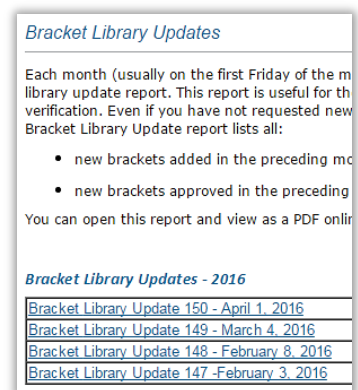 Bracket Library Updates
Each month (usually on the first Friday of the m
library update report. This report is useful for th
verification. Even if you have not requested new
Bracket Library Update report lists all:
• new brackets added in the preceding mo
• new brackets approved in the preceding
You can open this report and view as a PDF onlin
Bracket Library Updates - 2016
Bracket Library Update 150 - April 1, 2016
Bracket Library Update 149 - March 4, 2016
Bracket Library Update 148 - February 8, 2016
Bracket Library Update 147 -February 3, 2016